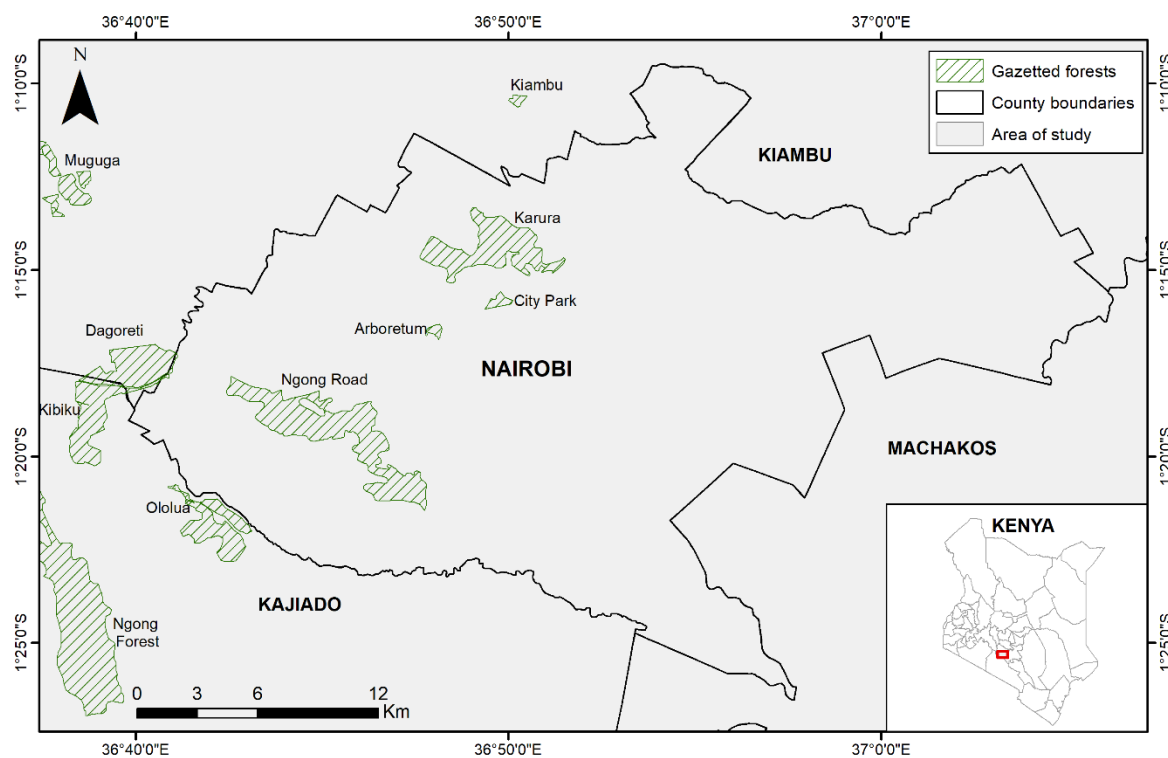 36°40'0"E
36°50'0"E
37°0'0"E
N
1°10'0"S
1°10'0"S
Gazetted forests
County boundaries
Area of study
Kiambu
Muguga
KIAMBU
Karura
1°15'0"S
1°15'0"S
City Park
Arboretum
Dagoreti
NAIROBI
Ngong Road
Kibiku
MACHAKOS
1°20'0"S
1°20'0"S
Ololua
KENYA
KAJIADO
Ngong
Forest
1°25'0"S
1°25'0"S
0 3 6 12
Km
36°40'0"E
36°50'0"E
37°0'0"E